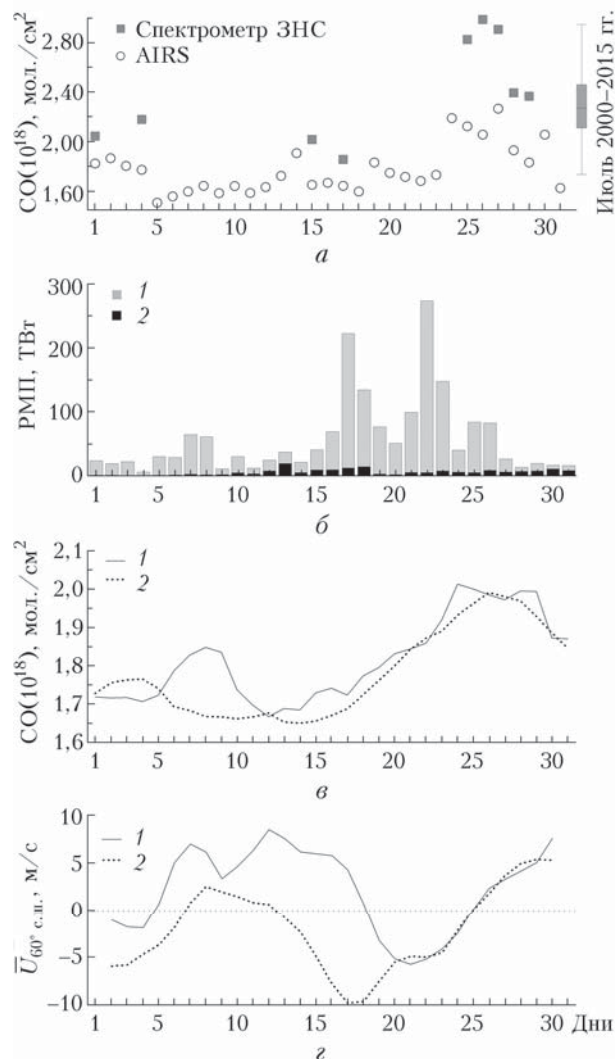 CO(10¹⁸), мол./см²
2,80
2,40
2,00
1,60
Спектрометр ЗНС
AIRS
Июль 2000–2015 гг.
1 5 10 15 20 25 30
а
РМП, ТВт
300
200
100
0
1
2
1 5 10 15 20 25 30
б
CO(10¹⁸), мол./см²
2,1
2,0
1,9
1,8
1,7
1,6
1
2
1 5 10 15 20 25 30
в
U60° с.ш., м/с
10
5
0
-5
-10
1
2
1 5 10 15 20 25 30 Дни
г